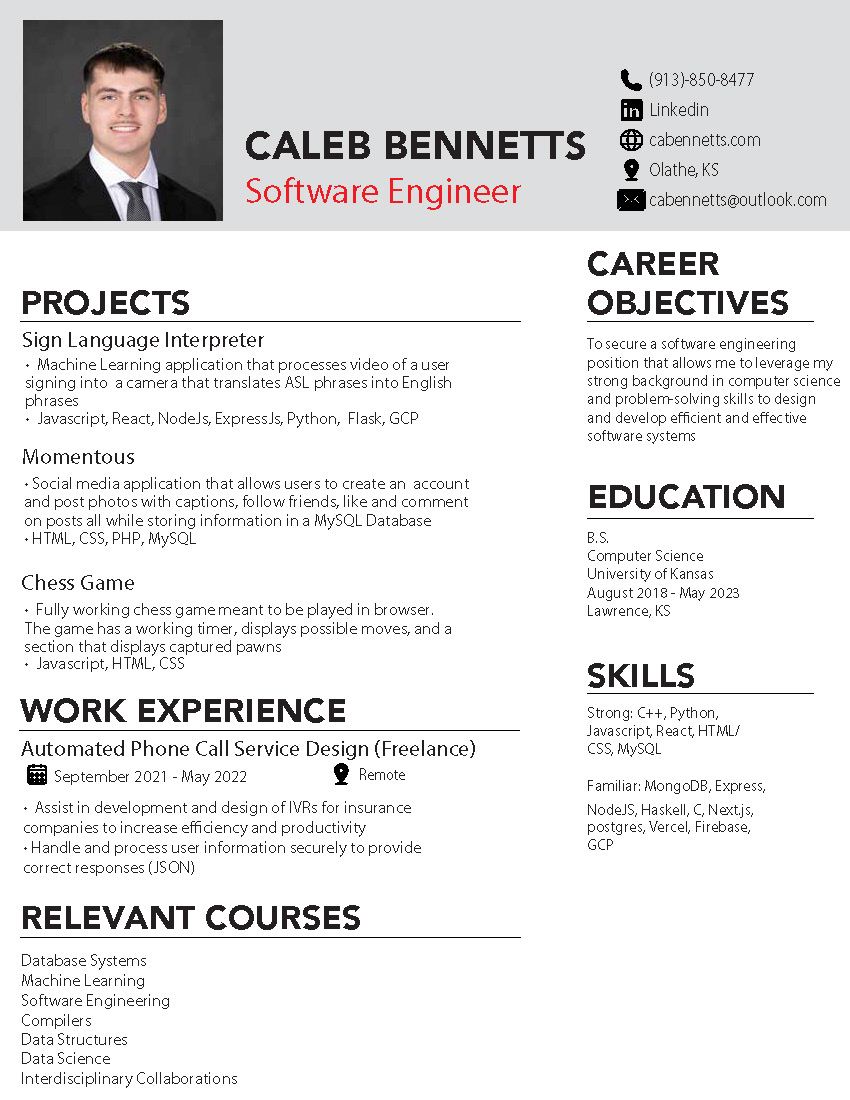 CALEB BENNETTS
Software Engineer
(913)-850-8477
Linkedin
cabennetts.com
Olathe, KS
cabennetts@outlook.com
PROJECTS
Sign Language Interpreter
• Machine Learning application that processes video of a user
signing into a camera that translates ASL phrases into English
phrases
• Javascript, React, NodeJs, ExpressJs, Python, Flask, GCP
Momentous
• Social media application that allows users to create an account
and post photos with captions, follow friends, like and comment
on posts all while storing information in a MySQL Database
• HTML, CSS, PHP, MySQL
Chess Game
• Fully working chess game meant to be played in browser.
The game has a working timer, displays possible moves, and a
section that displays captured pawns
• Javascript, HTML, CSS
WORK EXPERIENCE
Automated Phone Call Service Design (Freelance)
September 2021 - May 2022
Remote
• Assist in development and design of IVRs for insurance
companies to increase efficiency and productivity
• Handle and process user information securely to provide
correct responses (JSON)
RELEVANT COURSES
Database Systems
Machine Learning
Software Engineering
Compilers
Data Structures
Data Science
Interdisciplinary Collaborations
CAREER
OBJECTIVES
To secure a software engineering
position that allows me to leverage my
strong background in computer science
and problem-solving skills to design
and develop efficient and effective
software systems
EDUCATION
B.S.
Computer Science
University of Kansas
August 2018 - May 2023
Lawrence, KS
SKILLS
Strong: C++, Python,
Javascript, React, HTML/
CSS, MySQL
Familiar: MongoDB, Express,
NodeJS, Haskell, C, Next.js,
postgres, Vercel, Firebase,
GCP